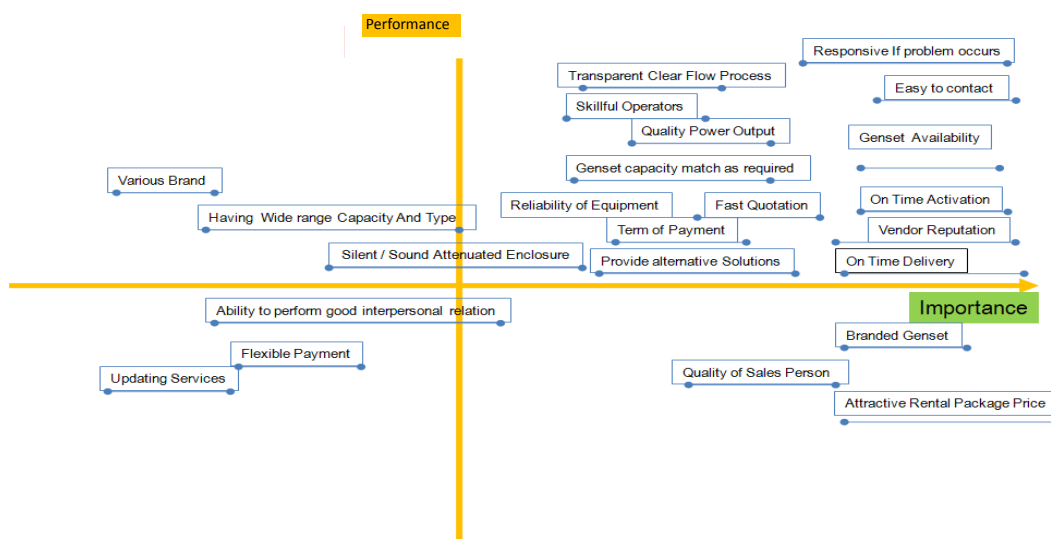 Performance
Responsive If problem occurs
Transparent Clear Flow Process
Easy to contact
Skillful Operators
Quality Power Output
Genset Availability
Genset capacity match as required
Various Brand
On Time Activation
Reliability of Equipment
Fast Quotation
Having Wide range Capacity And Type
Term of Payment
Vendor Reputation
Silent / Sound Attenuated Enclosure
Provide alternative Solutions
On Time Delivery
Importance
Ability to perform good interpersonal relation
Branded Genset
Flexible Payment
Quality of Sales Person
Updating Services
Attractive Rental Package Price